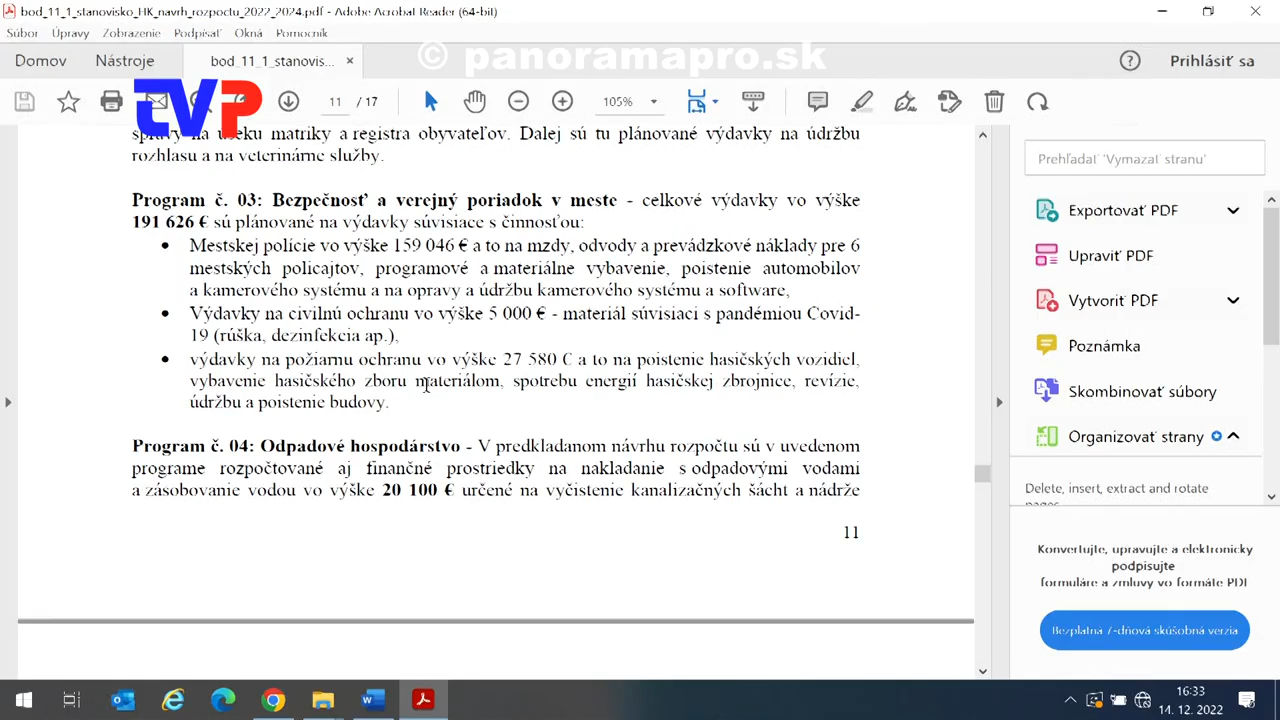 bod_11_1_stanovisko_HK_navrh_rozpoctu_2022_2024.pdf - Adobe Acrobat Reader (64-bit)
Súbor Úpravy Zobrazenie Podpísať Okná Pomocník
© panoramapro.sk
Domov Nástroje bod_11_1_stanovis... × Prihlásiť sa
TVP
11 / 17 105%
správy na úseku matriky a registra obyvateľov. Ďalej sú tu plánované výdavky na údržbu
rozhlasu a na veterinárne služby.
Program č. 03: Bezpečnosť a verejný poriadok v meste - celkové výdavky vo výške
191 626 € sú plánované na výdavky súvisiace s činnosťou:
• Mestskej polície vo výške 159 046 € a to na mzdy, odvody a prevádzkové náklady pre 6
mestských policajtov, programové a materiálne vybavenie, poistenie automobilov
a kamerového systému a na opravy a údržbu kamerového systému a software,
• Výdavky na civilnú ochranu vo výške 5 000 € - materiál súvisiaci s pandémiou Covid-
19 (rúška, dezinfekcia ap.),
• výdavky na požiarnu ochranu vo výške 27 580 € a to na poistenie hasičských vozidiel,
vybavenie hasičského zboru materiálom, spotrebu energií hasičskej zbrojnice, revízie,
údržbu a poistenie budovy.
Program č. 04: Odpadové hospodárstvo - V predkladanom návrhu rozpočtu sú v uvedenom
programe rozpočtované aj finančné prostriedky na nakladanie s odpadovými vodami
a zásobovanie vodou vo výške 20 100 € určené na vyčistenie kanalizačných šácht a nádrže
11
Prehľadať 'Vymazať stranu'
Exportovať PDF
Upraviť PDF
Vytvoriť PDF
Poznámka
Skombinovať súbory
Organizovať strany
Delete, insert, extract and rotate
pages.
Konvertujte, upravujte a elektronicky
podpisujte
formuláre a zmluvy vo formáte PDF
Bezplatná 7-dňová skúšobná verzia
16:33
14. 12. 2022